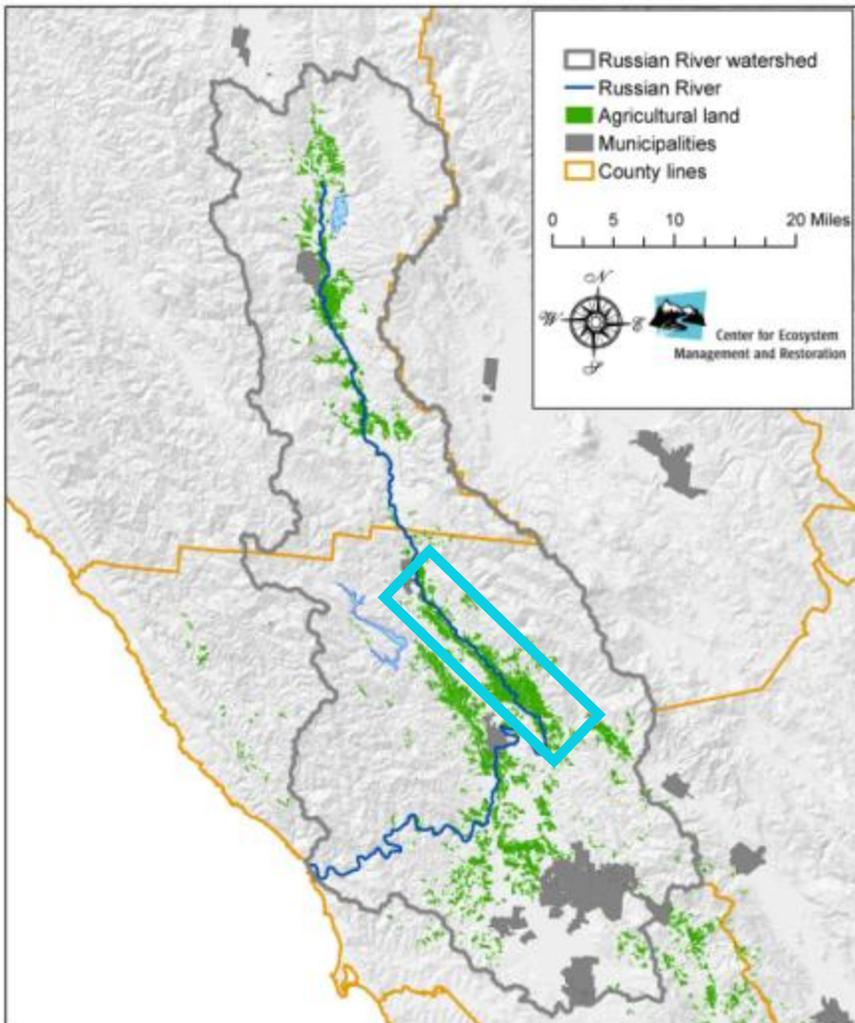 Russian River watershed
Russian River
Agricultural land
Municipalities
County lines
0 5 10 20 Miles
N
W E
S
Center for Ecosystem
Management and Restoration